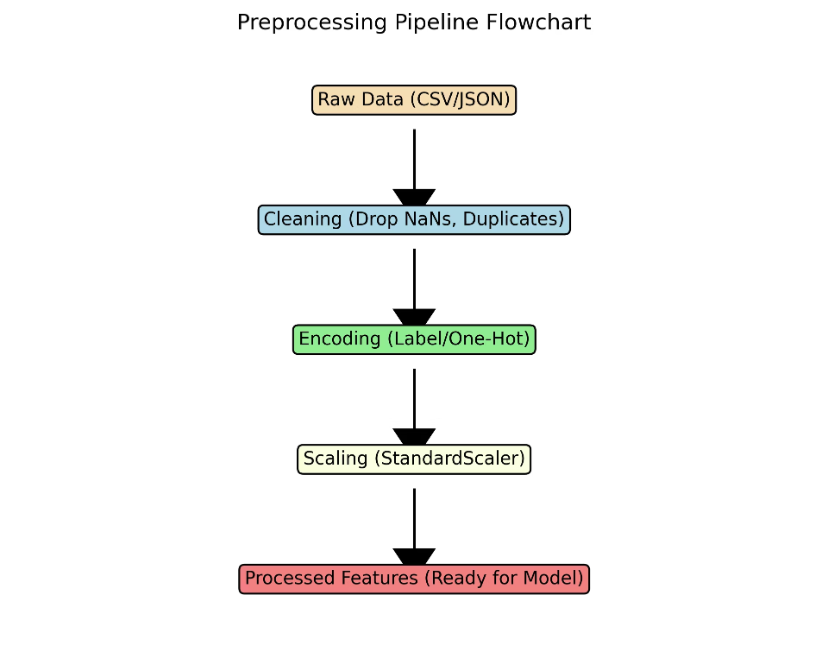 Preprocessing Pipeline Flowchart
Raw Data (CSV/JSON)
Cleaning (Drop NaNs, Duplicates)
Encoding (Label/One-Hot)
Scaling (StandardScaler)
Processed Features (Ready for Model)